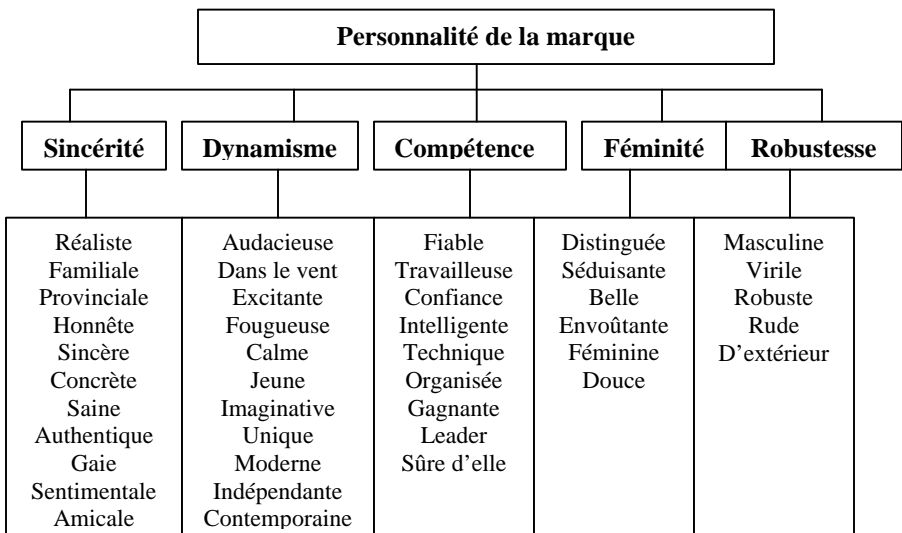 Personnalité de la marque
Sincérité
Dynamisme
Compétence
Féminité
Robustesse
Réaliste
Familiale
Provinciale
Honnête
Sincère
Concrète
Saine
Authentique
Gaie
Sentimentale
Amicale
Audacieuse
Dans le vent
Excitante
Fougueuse
Calme
Jeune
Imaginative
Unique
Moderne
Indépendante
Contemporaine
Fiable
Travailleuse
Confiance
Intelligente
Technique
Organisée
Gagnante
Leader
Sûre d’elle
Distinguée
Séduisante
Belle
Envoûtante
Féminine
Douce
Masculine
Virile
Robuste
Rude
D’extérieur